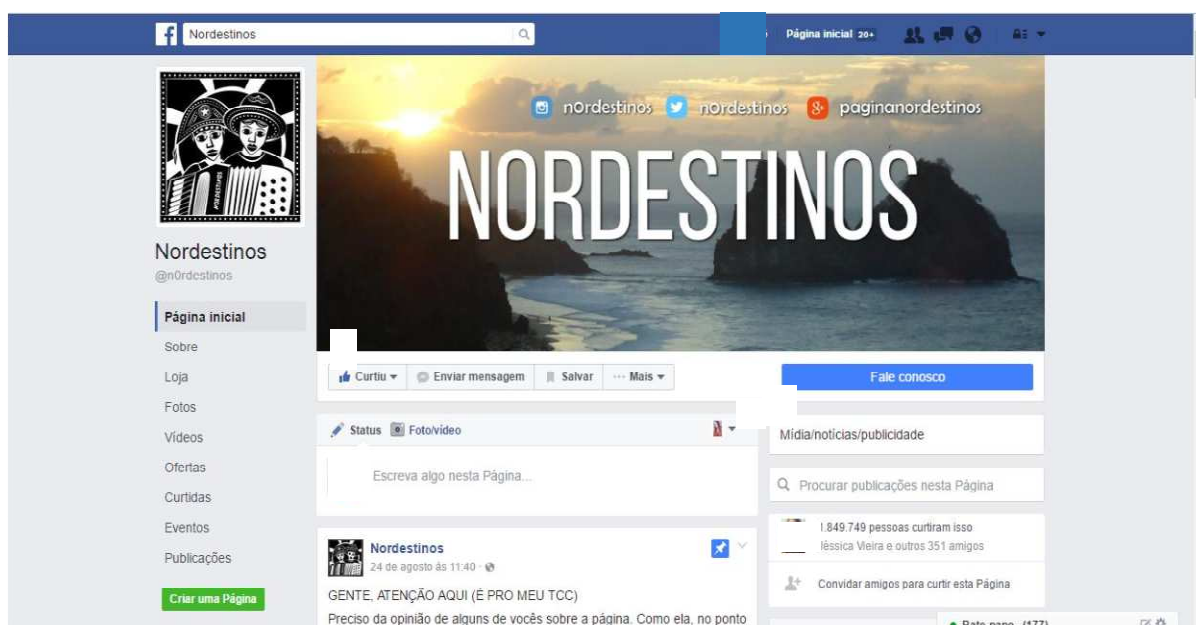 Nordestinos
Página inicial 20+
n0rdestinos n0rdestinos paginanordestinos
NORDESTINOS
NORDESTINOS
Nordestinos
@n0rdestinos
Página inicial
Sobre
Loja
Fotos
Vídeos
Ofertas
Curtidas
Eventos
Publicações
Criar uma Página
Curtiu Enviar mensagem Salvar ... Mais
Fale conosco
Status Foto/vídeo
Escreva algo nesta Página...
Nordestinos
24 de agosto às 11:40
GENTE, ATENÇÃO AQUI (É PRO MEU TCC)
Preciso da opinião de alguns de vocês sobre a página. Como ela, no ponto
Mídia/notícias/publicidade
Procurar publicações nesta Página
.849.749 pessoas curtiram isso
Vieira e outros 351 amigos
Convidar amigos para curtir esta Página
Bate-papo (177)